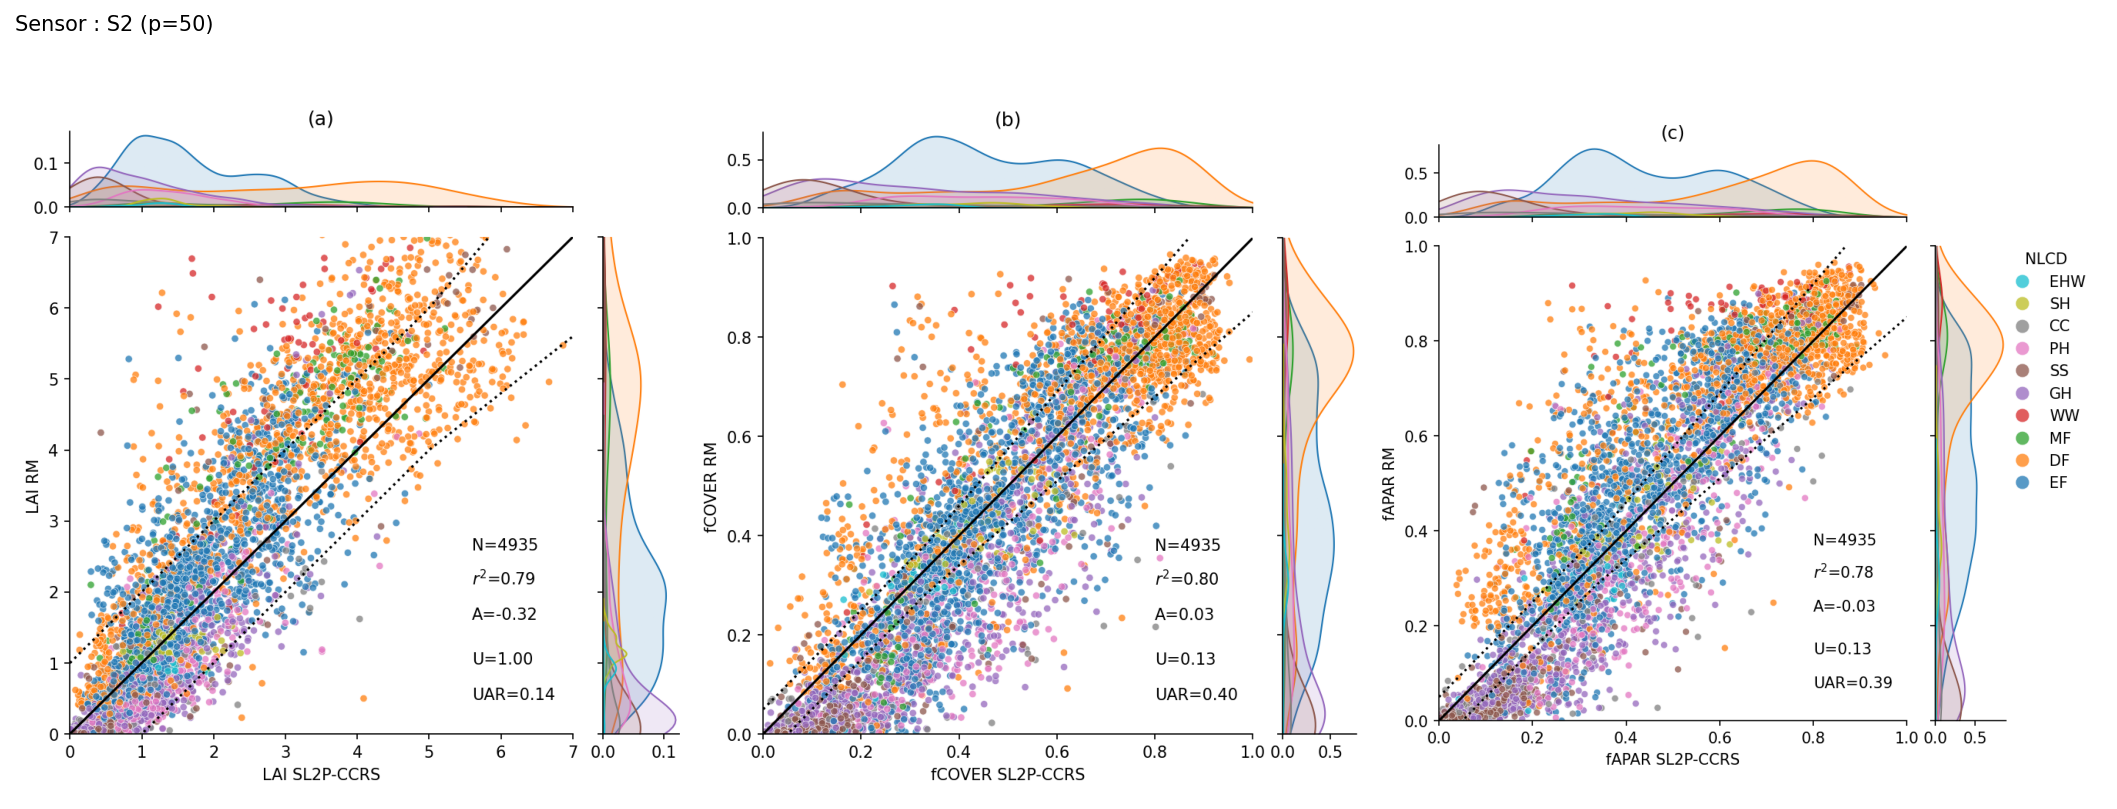 Sensor : S2 (p=50)
(a)
0.1
0.0
7
6
5
4
3
2
1
0
LAI RM
N=4935
r²=0.79
A=-0.32
U=1.00
UAR=0.14
0 1 2 3 4 5 6 7
0.0 0.1
LAI SL2P-CCRS
(b)
0.5
0.0
1.0
0.8
0.6
0.4
0.2
0.0
fCOVER RM
N=4935
r²=0.80
A=0.03
U=0.13
UAR=0.40
0.0 0.2 0.4 0.6 0.8 1.0
0.0 0.5
fCOVER SL2P-CCRS
(c)
0.5
0.0
1.0
0.8
0.6
0.4
0.2
0.0
fAPAR RM
N=4935
r²=0.78
A=-0.03
U=0.13
UAR=0.39
0.0 0.2 0.4 0.6 0.8 1.0
0.0 0.5
fAPAR SL2P-CCRS
NLCD
EHW
SH
CC
PH
SS
GH
WW
MF
DF
EF